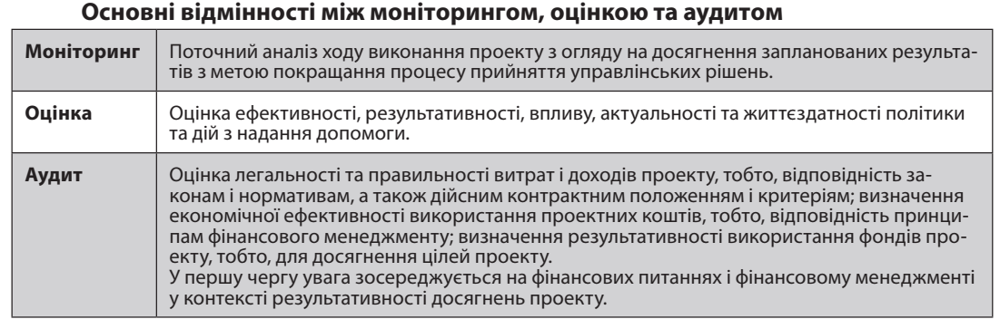 Основні відмінності між моніторингом, оцінкою та аудитом
Моніторинг Поточний аналіз ходу виконання проекту з огляду на досягнення запланованих результа-
тів з метою покращання процесу прийняття управлінських рішень.
Оцінка Оцінка ефективності, результативності, впливу, актуальності та життєздатності політики
та дій з надання допомоги.
Аудит Оцінка легальності та правильності витрат і доходів проекту, тобто, відповідність за-
конам і нормативам, а також дійсним контрактним положенням і критеріям; визначення
економічної ефективності використання проектних коштів, тобто, відповідність принци-
пам фінансового менеджменту; визначення результативності використання фондів про-
екту, тобто, для досягнення цілей проекту.
У першу чергу увага зосереджується на фінансових питаннях і фінансовому менеджменті
у контексті результативності досягнень проекту.